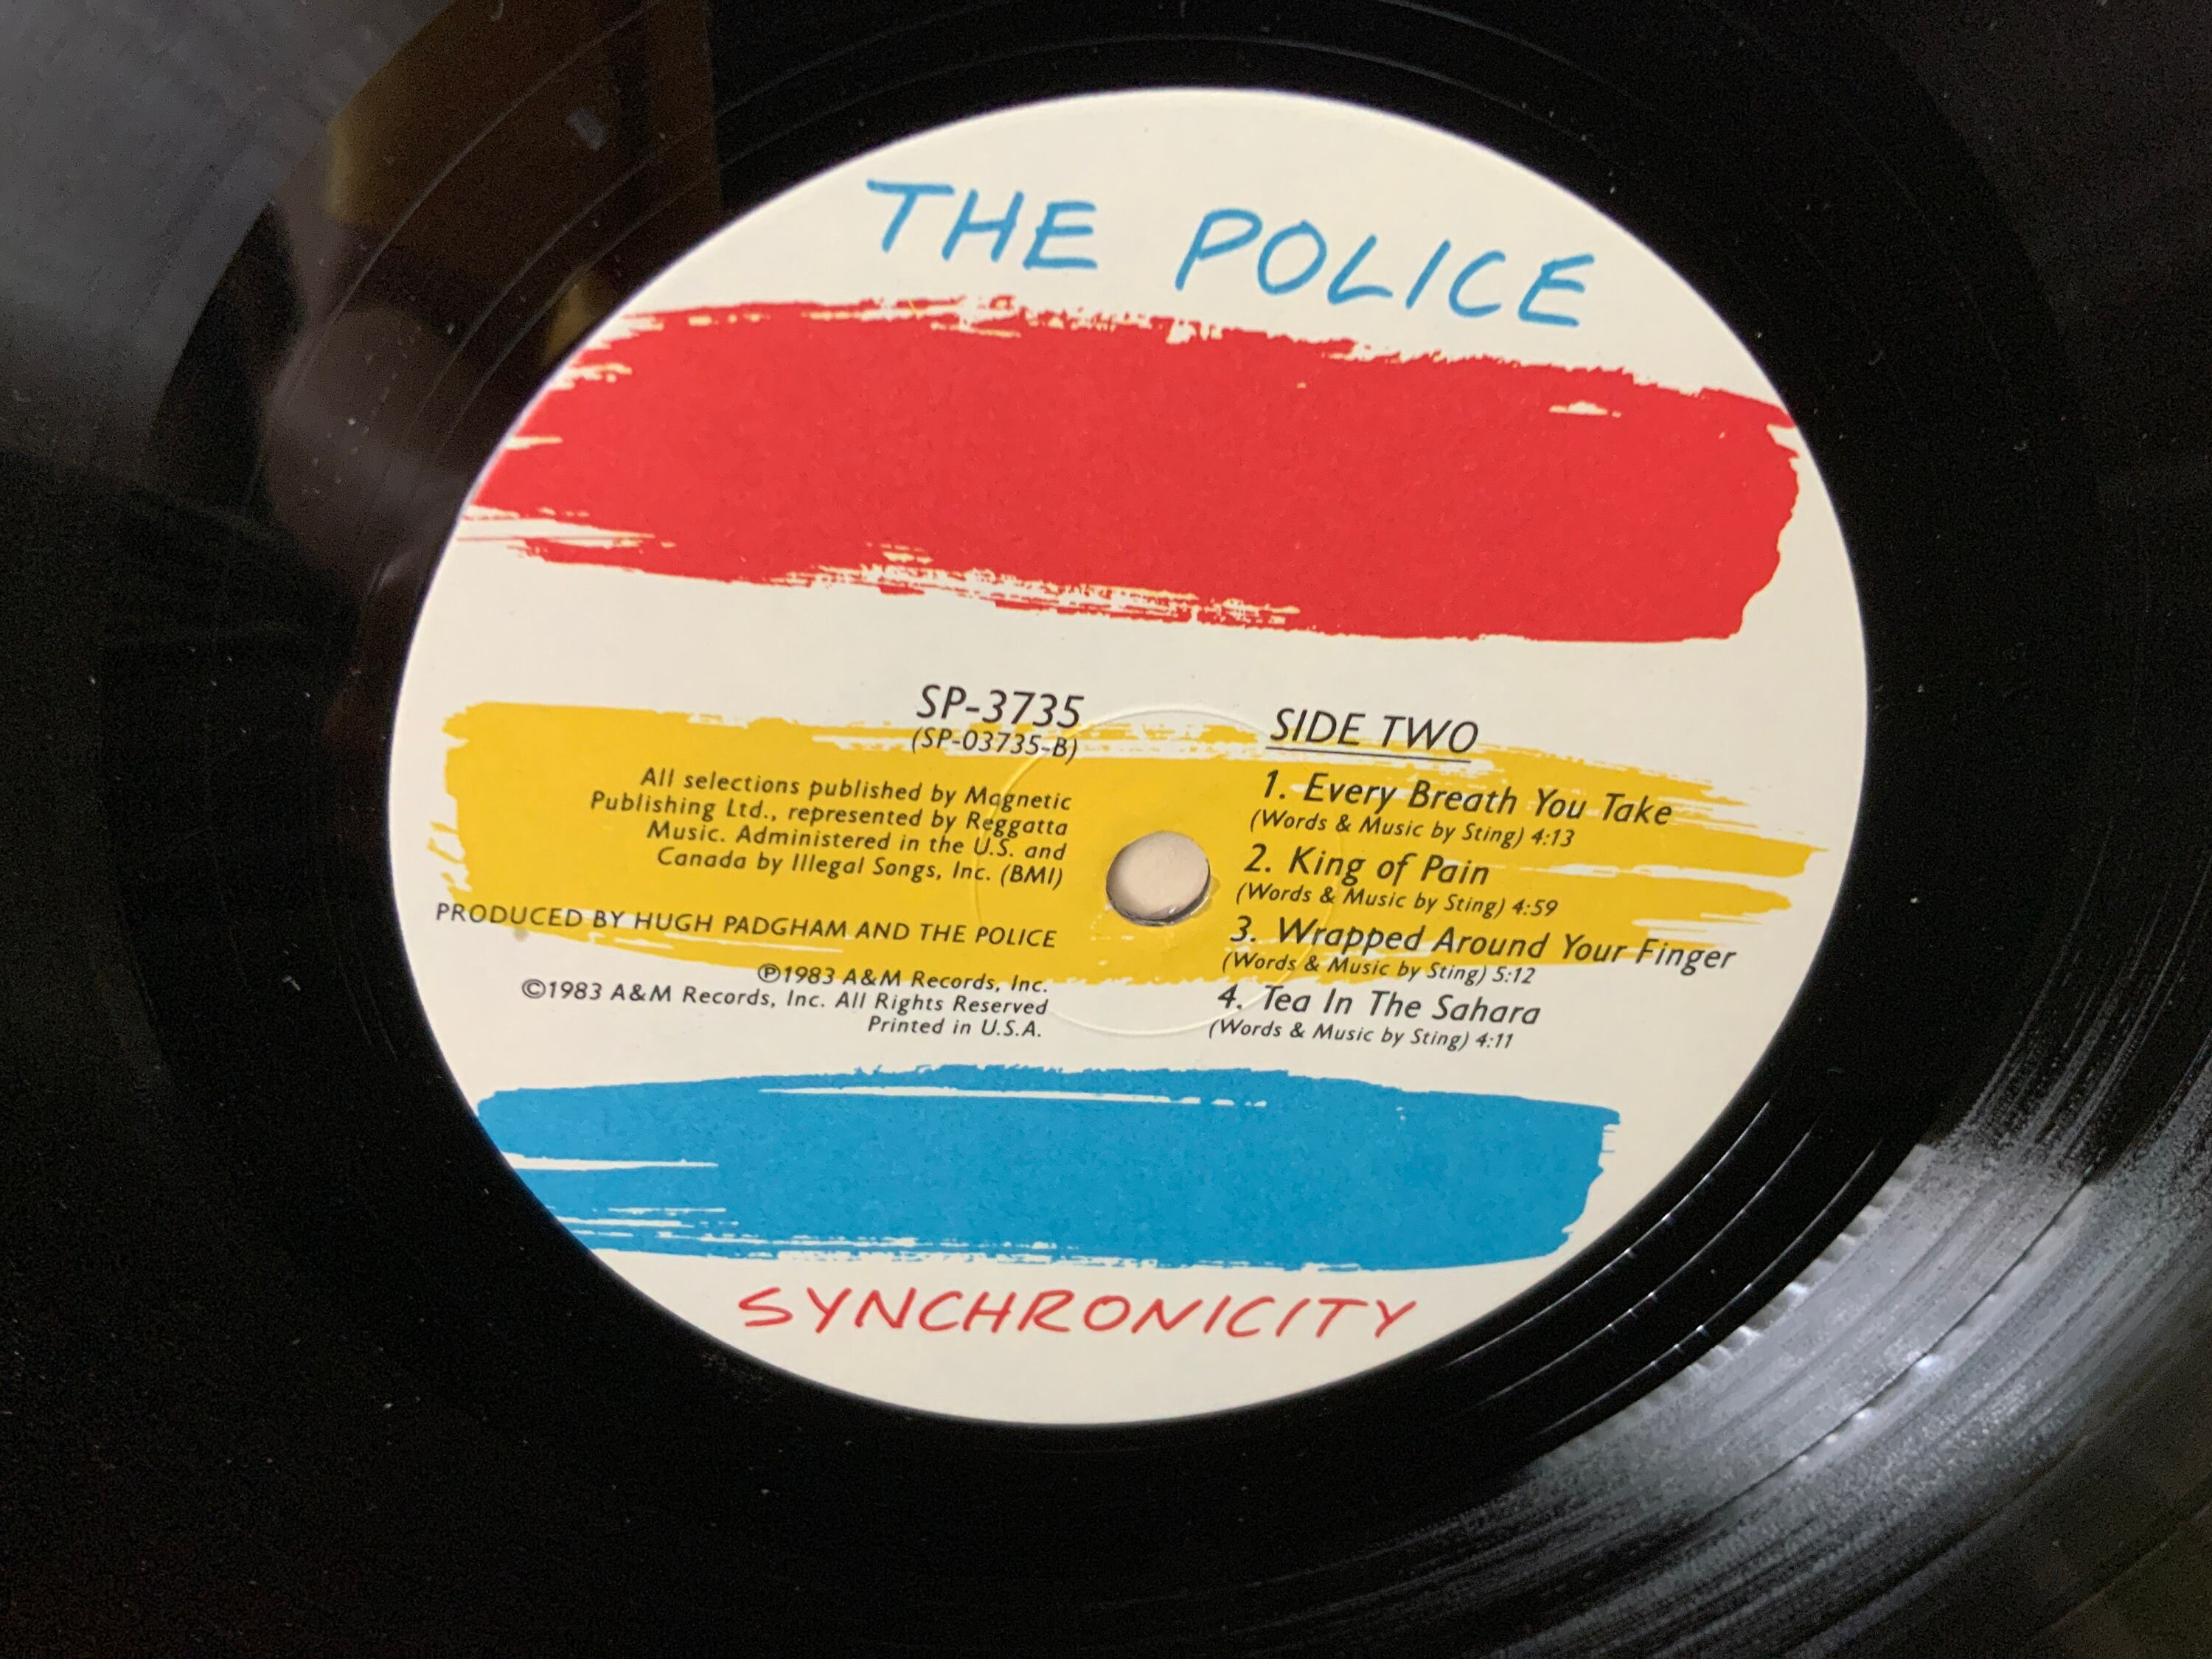 THE POLICE
SP-3735
(SP-03735-B)
All selections published by Magnetic
Publishing Ltd., represented by Reggatta
Music. Administered in the U.S. and
Canada by Illegal Songs, Inc. (BMI)
PRODUCED BY HUGH PADGHAM AND THE POLICE
℗1983 A&M Records, Inc.
©1983 A&M Records, Inc. All Rights Reserved
Printed in U.S.A.
SIDE TWO
1. Every Breath You Take
(Words & Music by Sting) 4:13
2. King of Pain
(Words & Music by Sting) 4:59
3. Wrapped Around Your Finger
(Words & Music by Sting) 5:12
4. Tea In The Sahara
(Words & Music by Sting) 4:11
SYNCHRONICITY